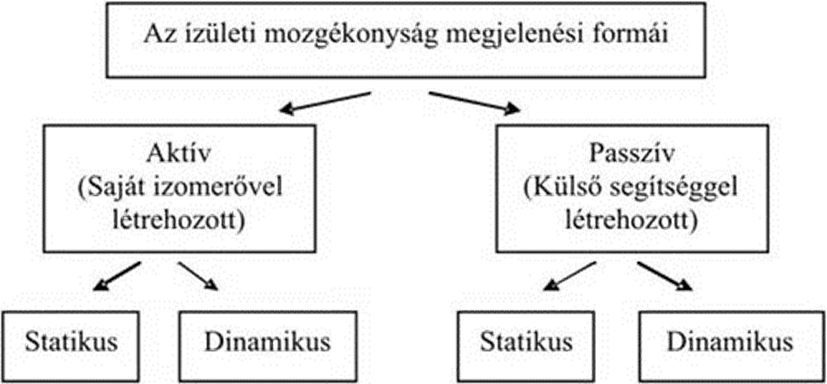 Az ízületi mozgékonyság megjelenési formái
Aktív
(Saját izomerővel
létrehozott)
Passzív
(Külső segítséggel
létrehozott)
Statikus
Dinamikus
Statikus
Dinamikus